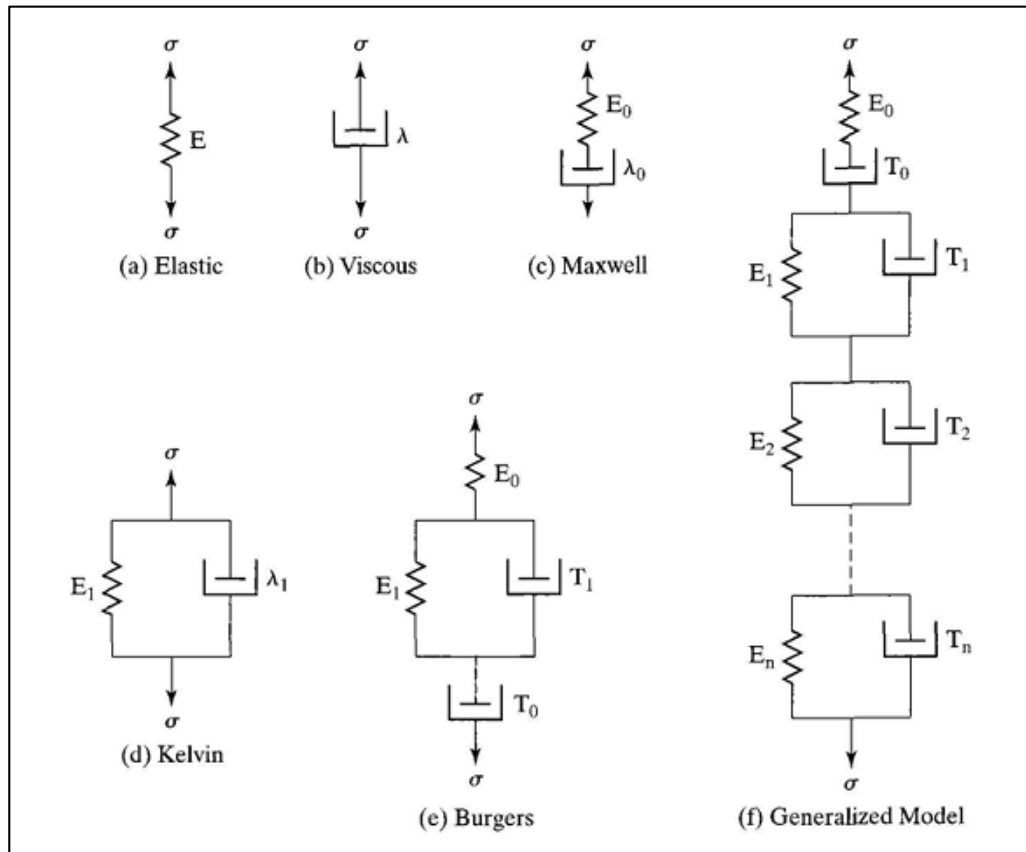 σ
E
σ
(a) Elastic
σ
λ
σ
(b) Viscous
σ
E₀
λ₀
(c) Maxwell
σ
E₁
λ₁
σ
(d) Kelvin
σ
E₀
E₁
T₁
T₀
σ
(e) Burgers
σ
E₀
T₀
E₁
T₁
E₂
T₂
Eₙ
Tₙ
σ
(f) Generalized Model